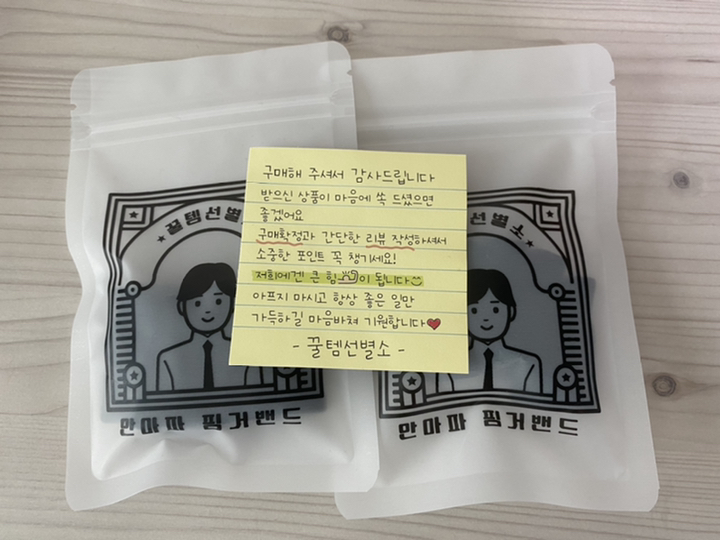 구매해 주셔서 감사드립니다
받으신 상품이 마음에 쏙 드셨으면
좋겠어요
구매확정과 간단한 리뷰 작성하셔서
소중한 포인트 꼭 챙기세요!
저희에겐 큰 힘이 됩니다
아프지 마시고 항상 좋은 일만
가득하길 마음바쳐 기원합니다♥
- 꿀템선별소 -
꿀템선별
안마파 핑거밴드
선별소
안마파 핑거밴드